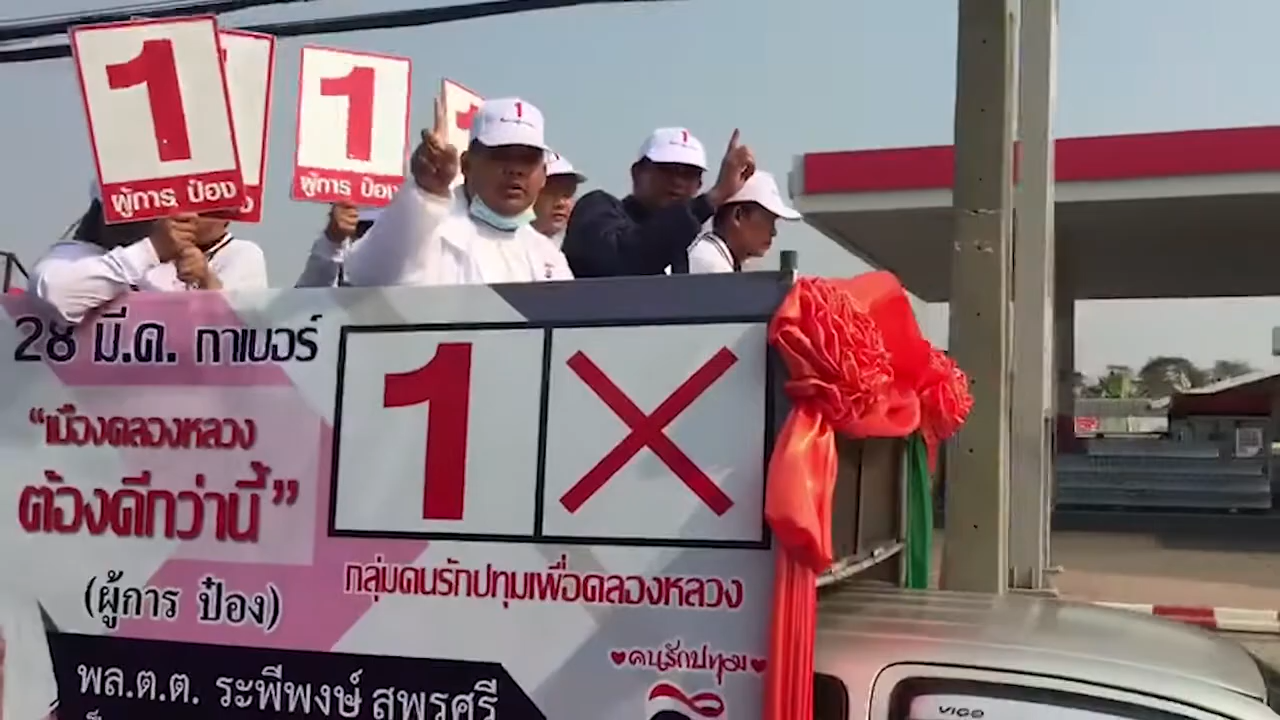 1
ผู้การ ป๋อง
1
ผู้การ ป๋อง
1
1
28 มี.ค. กาเบอร์
1
"เมืองคลองหลวง
ต้องดีกว่านี้"
(ผู้การ ป๋อง)
กลุ่มคนรักปทุมเพื่อคลองหลวง
คนรักปทุม
พล.ต.ต. ระพีพงษ์ สุพรศรี
VIGO